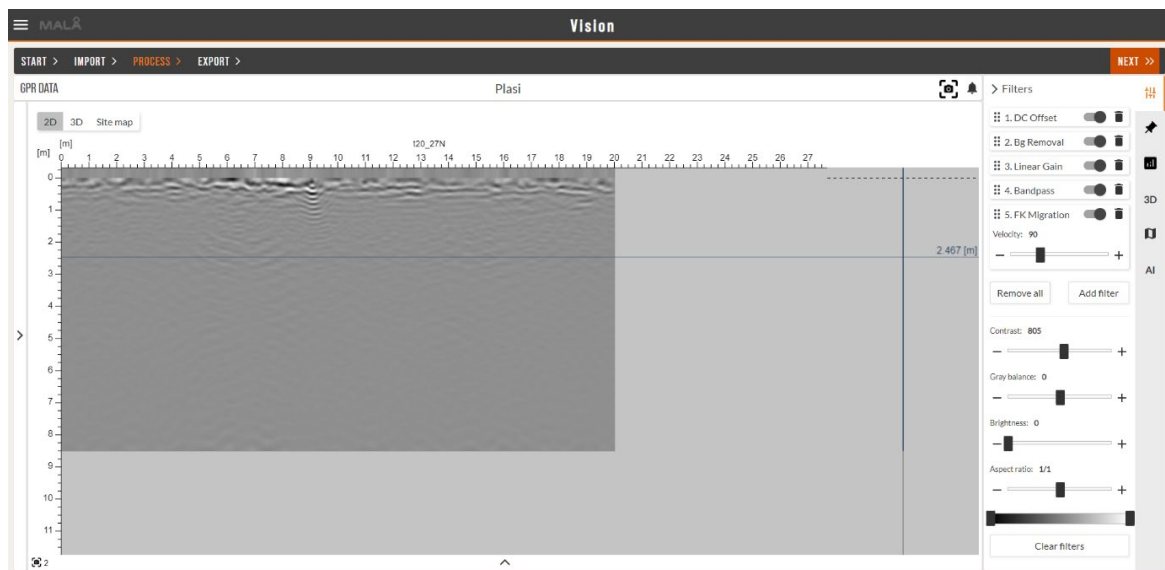 MALÅ
Vision
START > IMPORT > PROCESS > EXPORT >
NEXT >>
GPR DATA
Plasi
> Filters
2D 3D Site map
1. DC Offset
2. Bg Removal
3. Linear Gain
4. Bandpass
5. FK Migration
Velocity: 90
- +
Remove all Add filter
Contrast: 805
- +
Gray balance: 0
- +
Brightness: 0
- +
Aspect ratio: 1/1
- +
Clear filters
3D
AI
[m] t20_27N
[m] 0 1 2 3 4 5 6 7 8 9 10 11 12 13 14 15 16 17 18 19 20 21 22 23 24 25 26 27
0
1
2
2.467 [m]
3
4
5
6
7
8
9
10
11
2